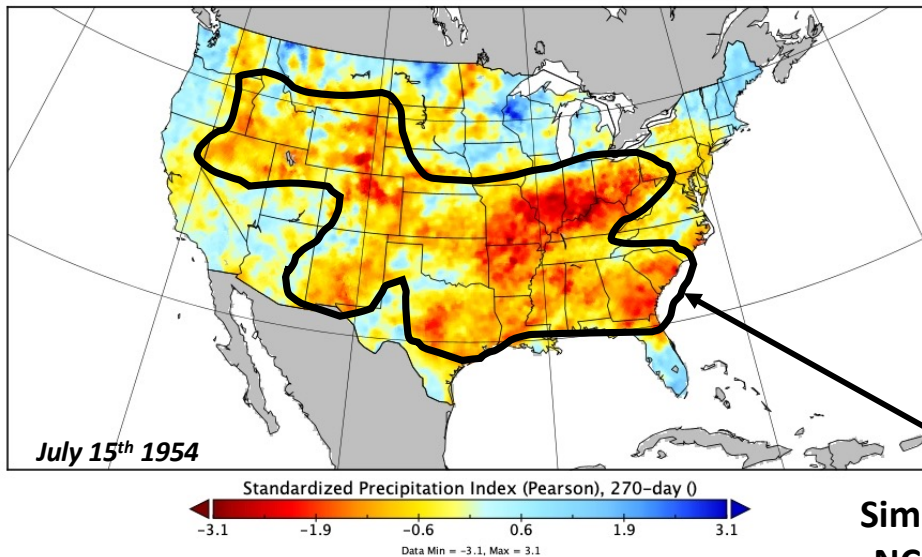 July 15th 1954
Standardized Precipitation Index (Pearson), 270-day ()
-3.1 -1.9 -0.6 0.6 1.9 3.1
Data Min = -3.1, Max = 3.1
Sim
NC